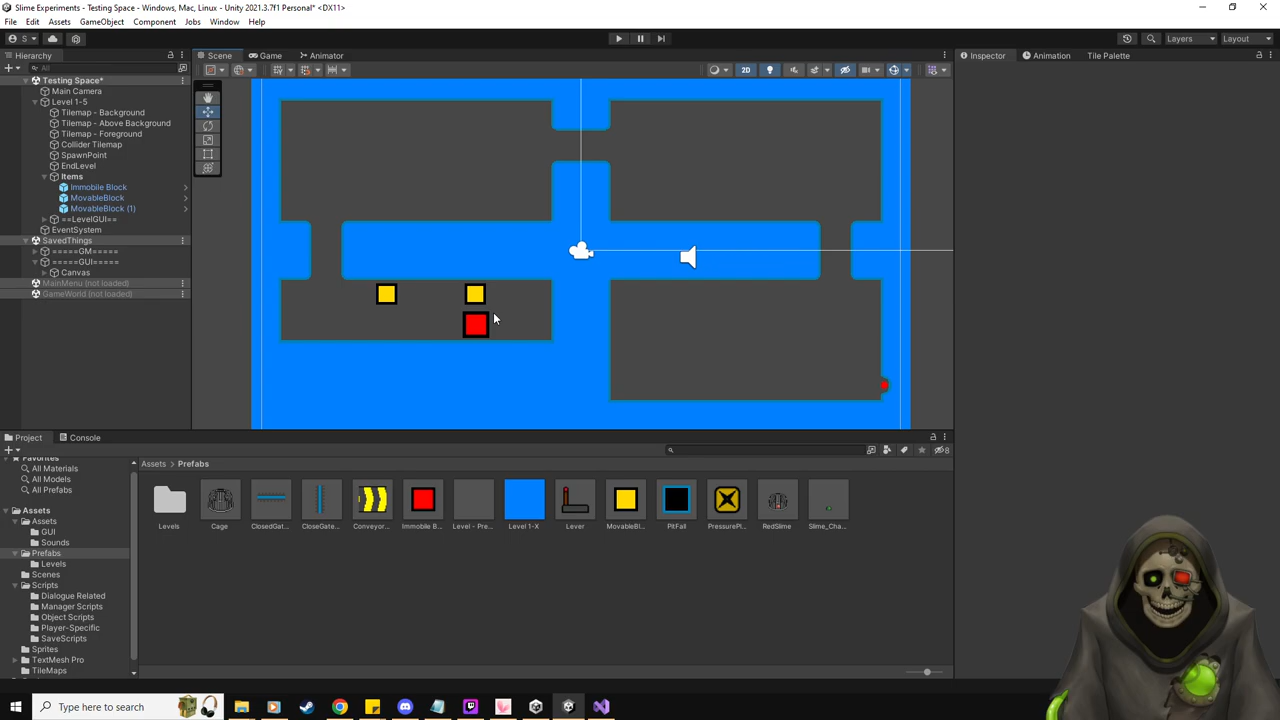 Slime Experiments - Testing Space - Windows, Mac, Linux - Unity 2021.3.7f1 Personal* <DX11>
File Edit Assets GameObject Component Jobs Window Help
S Layers Layout
Hierarchy Scene Game Animator Inspector Animation Tile Palette
All 2D
Testing Space*
Main Camera
Level 1-5
Tilemap - Background
Tilemap - Above Background
Tilemap - Foreground
Collider Tilemap
SpawnPoint
EndLevel
Items
Immobile Block
MovableBlock
MovableBlock (1)
==LevelGUI==
EventSystem
SavedThings
=====GM=====
=====GUI=====
Canvas
MainMenu (not loaded)
GameWorld (not loaded)
Project Console
8
Favorites
All Materials
All Models
All Prefabs
Assets
Assets
GUI
Sounds
Prefabs
Levels
Scenes
Scripts
Dialogue Related
Manager Scripts
Object Scripts
Player-Specific
SaveScripts
Sprites
TextMesh Pro
TileMaps
Assets > Prefabs
Levels Cage ClosedGat... CloseGate... Conveyor... Immobile B... Level - Pre... Level 1-X Lever MovableBl... PitFall PressurePl... RedSlime Slime_Cha...
Type here to search